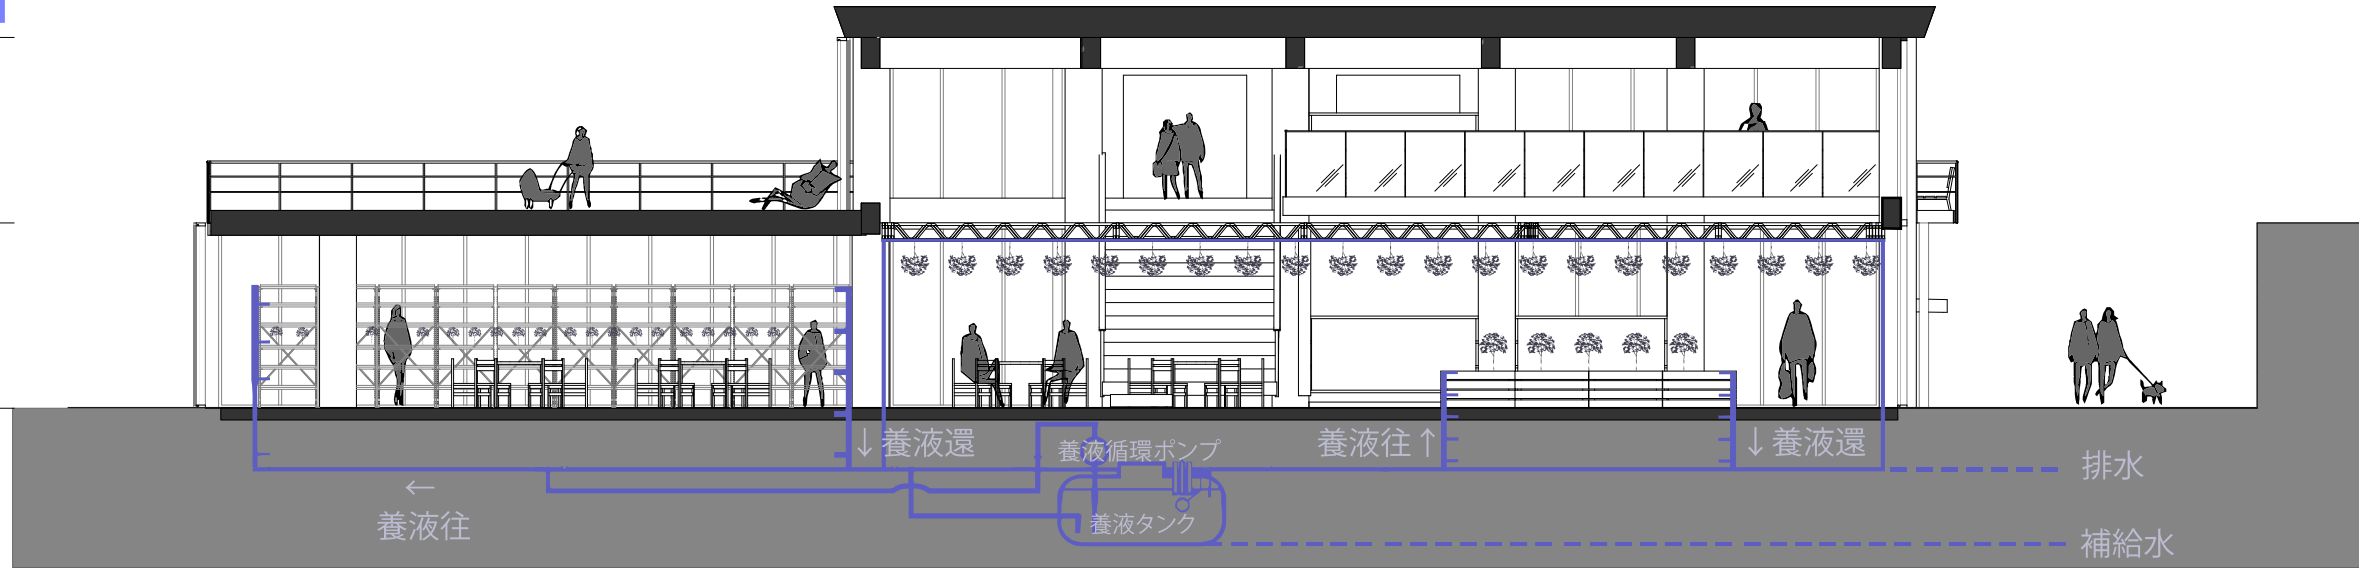 ↓養液還
養液循環ポンプ
養液往↑
↓養液還
排水
←
養液往
養液タンク
補給水